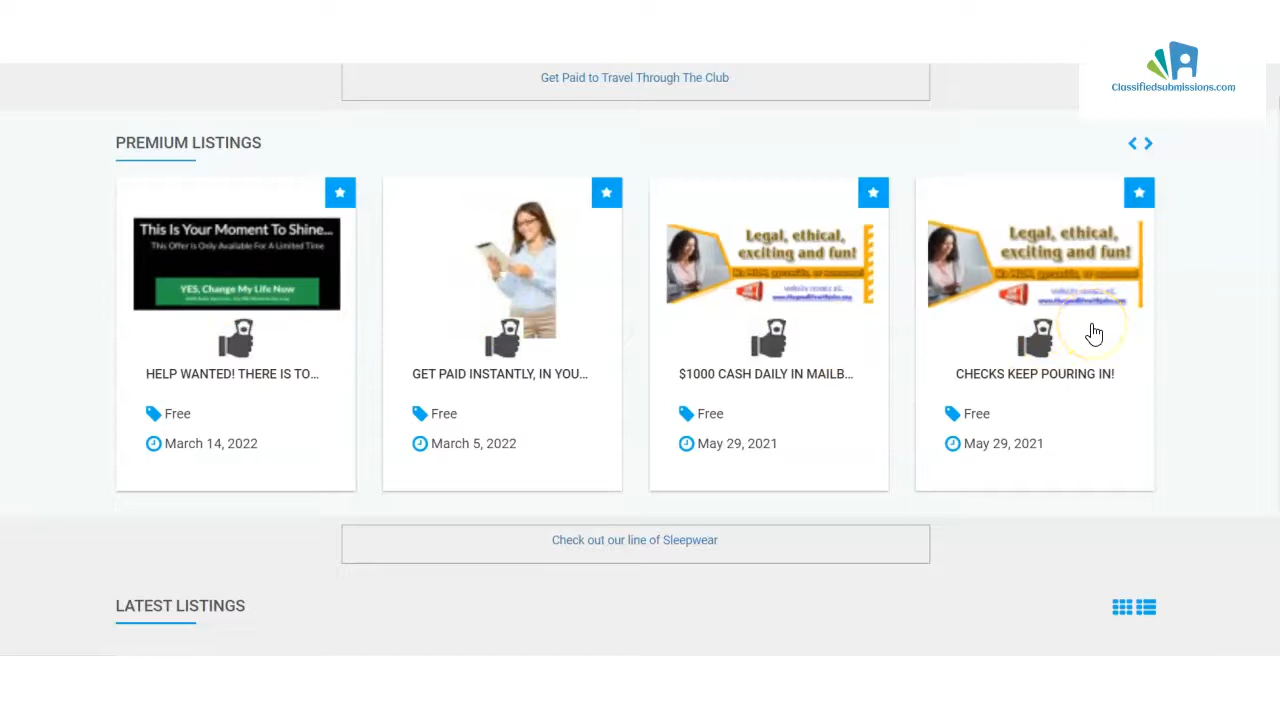 Get Paid to Travel Through The Club
Classifiedsubmissions.com
PREMIUM LISTINGS
This Is Your Moment To Shine...
This Offer Is Only Available For A Limited Time
YES, Change My Life Now
Legal, ethical,
exciting and fun!
Legal, ethical,
exciting and fun!
HELP WANTED! THERE IS TO...
GET PAID INSTANTLY, IN YOU...
$1000 CASH DAILY IN MAILB...
CHECKS KEEP POURING IN!
Free
Free
Free
Free
March 14, 2022
March 5, 2022
May 29, 2021
May 29, 2021
Check out our line of Sleepwear
LATEST LISTINGS